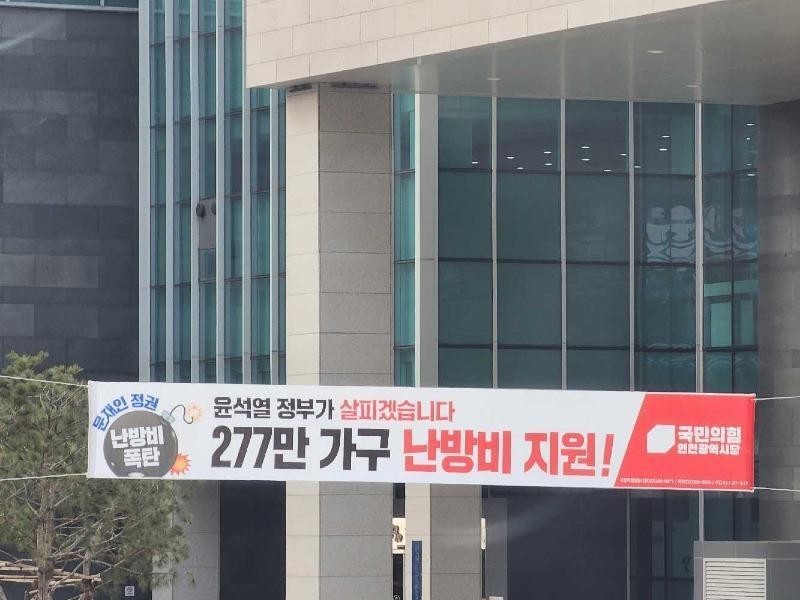 문재인 정권
난방비
폭탄
윤석열 정부가 살피겠습니다
277만 가구 난방비 지원!
국민의힘
인천광역시당